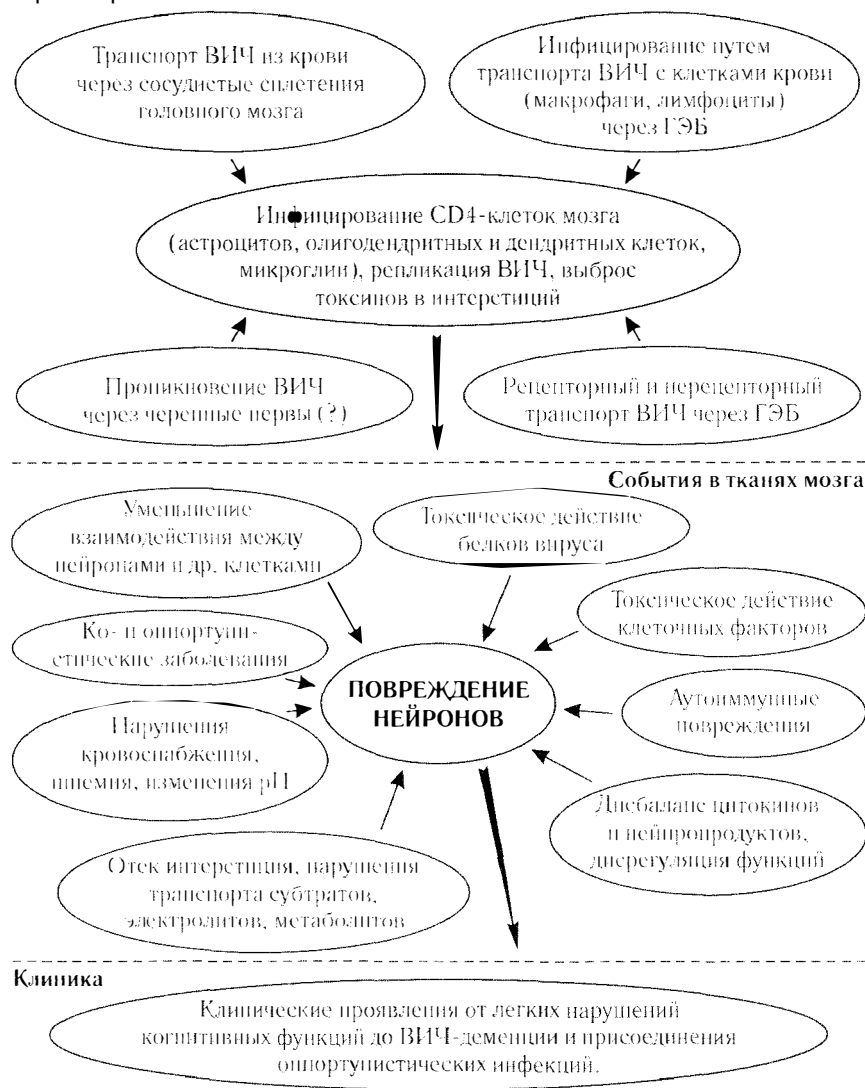 Транспорт ВИЧ из крови
через сосудистые сплетения
головного мозга
Инфицирование путем
транспорта ВИЧ с клетками крови
(макрофаги, лимфоциты)
через ГЭБ
Инфицирование CD4-клеток мозга
(астроцитов, олигодендритных и дендритных клеток,
микроглии), репликация ВИЧ, выброс
токсинов в интерстиций
Проникновение ВИЧ
через черепные нервы (?)
Рецепторный и нерецепторный
транспорт ВИЧ через ГЭБ
События в тканях мозга
Уменьшение
взаимодействия между
нейронами и др. клетками
Токсическое действие
белков вируса
Токсическое действие
клеточных факторов
Ко- и оппортуни-
стические заболевания
ПОВРЕЖДЕНИЕ
НЕЙРОНОВ
Аутоиммунные
повреждения
Нарушения
кровоснабжения,
ишемия, изменения pH
Дисбаланс цитокинов
и нейропродуктов,
дисрегуляция функций
Отек интерстиция, нарушения
транспорта субтратов,
электролитов, метаболитов
Клиника
Клинические проявления от легких нарушений
когнитивных функций до ВИЧ-деменции и присоединения
оппортунистических инфекций.